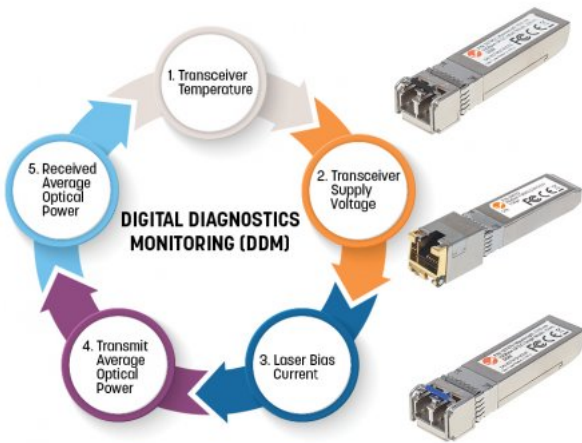 1. Transceiver
Temperature
2. Transceiver
Supply
Voltage
3. Laser Bias
Current
4. Transmit
Average
Optical
Power
5. Received
Average
Optical
Power
DIGITAL DIAGNOSTICS
MONITORING (DDM)